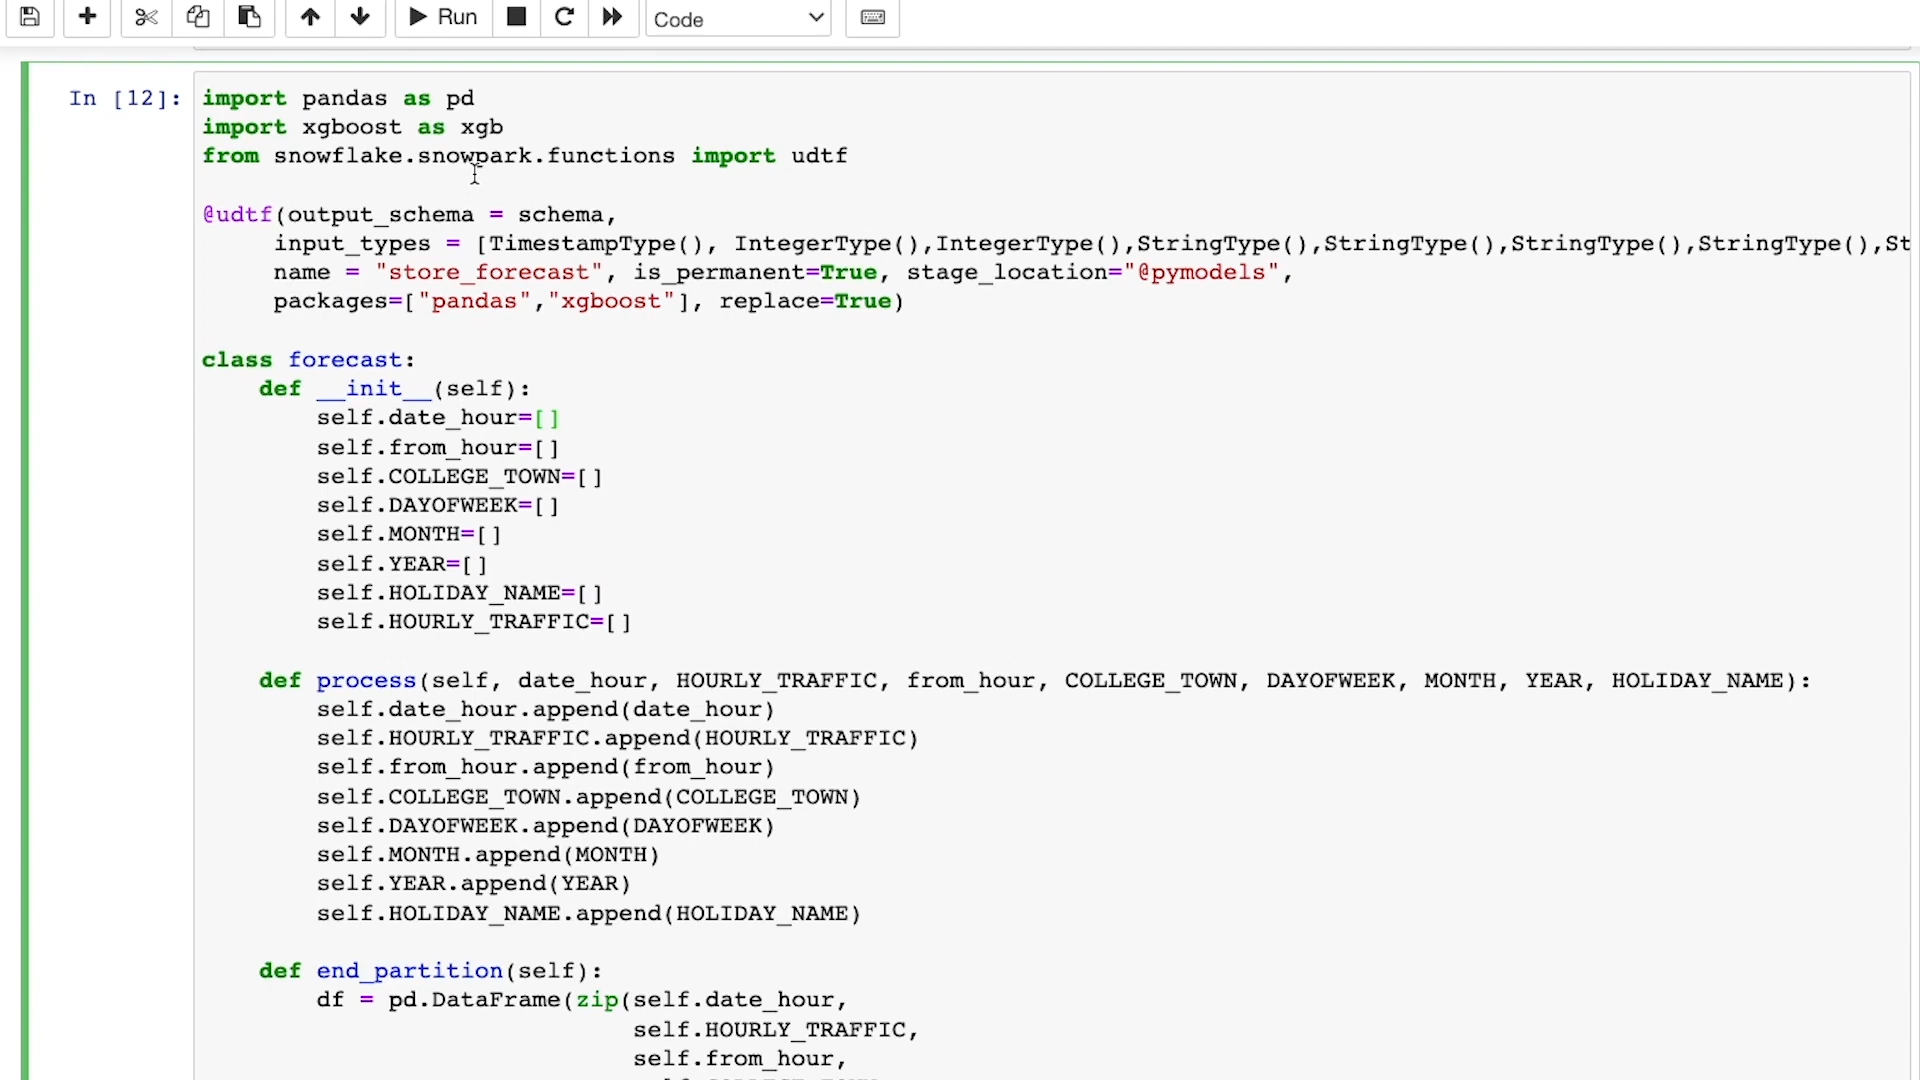 Run
Code
In [12]:
import pandas as pd
import xgboost as xgb
from snowflake.snowpark.functions import udtf
@udtf(output_schema = schema,
input_types = [TimestampType(), IntegerType(),IntegerType(),StringType(),StringType(),StringType(),StringType(),St
name = "store_forecast", is_permanent=True, stage_location="@pymodels",
packages=["pandas","xgboost"], replace=True)
class forecast:
def __init__(self):
self.date_hour=[]
self.from_hour=[]
self.COLLEGE_TOWN=[]
self.DAYOFWEEK=[]
self.MONTH=[]
self.YEAR=[]
self.HOLIDAY_NAME=[]
self.HOURLY_TRAFFIC=[]
def process(self, date_hour, HOURLY_TRAFFIC, from_hour, COLLEGE_TOWN, DAYOFWEEK, MONTH, YEAR, HOLIDAY_NAME):
self.date_hour.append(date_hour)
self.HOURLY_TRAFFIC.append(HOURLY_TRAFFIC)
self.from_hour.append(from_hour)
self.COLLEGE_TOWN.append(COLLEGE_TOWN)
self.DAYOFWEEK.append(DAYOFWEEK)
self.MONTH.append(MONTH)
self.YEAR.append(YEAR)
self.HOLIDAY_NAME.append(HOLIDAY_NAME)
def end_partition(self):
df = pd.DataFrame(zip(self.date_hour,
self.HOURLY_TRAFFIC,
self.from_hour,